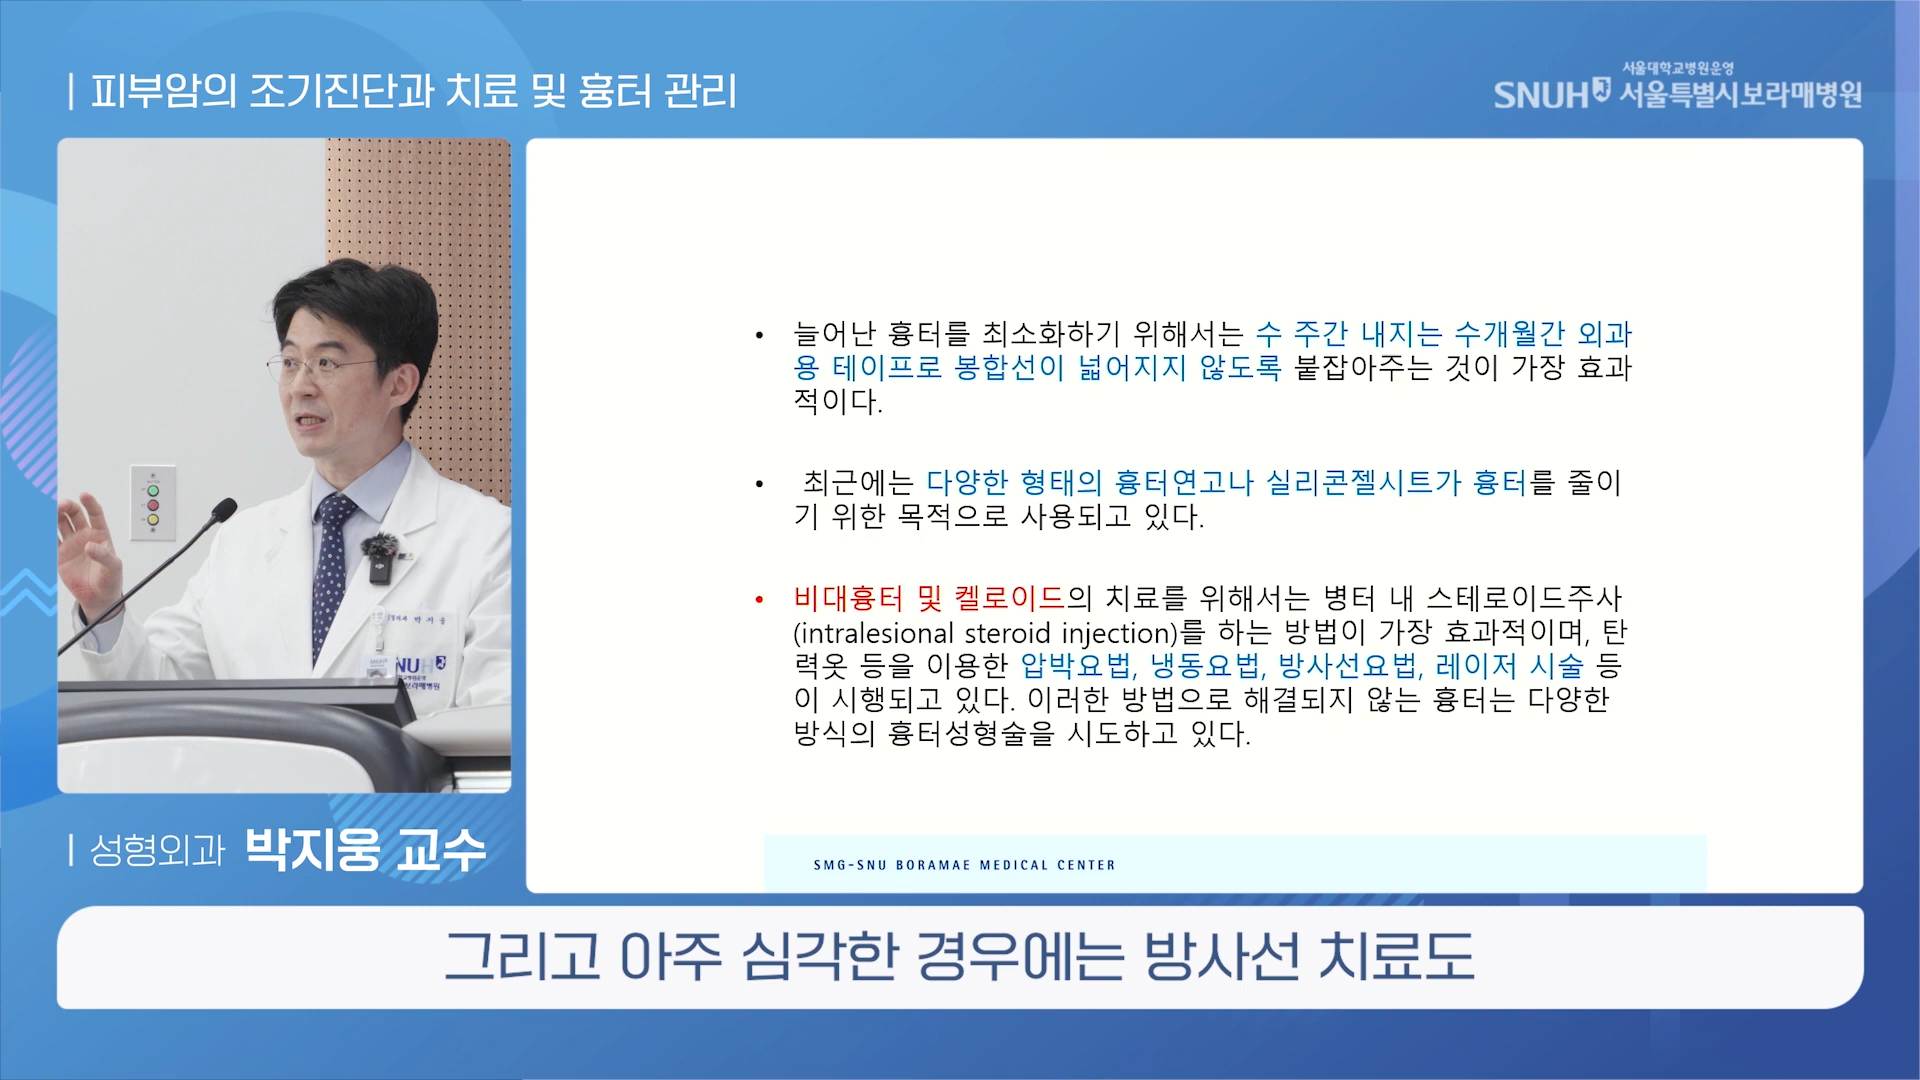 피부암의 조기진단과 치료 및 흉터 관리
서울대학교병원운영
SNUH 서울특별시보라매병원
늘어난 흉터를 최소화하기 위해서는 수 주간 내지는 수개월간 외과
용 테이프로 봉합선이 넓어지지 않도록 붙잡아주는 것이 가장 효과
적이다.
최근에는 다양한 형태의 흉터연고나 실리콘젤시트가 흉터를 줄이
기 위한 목적으로 사용되고 있다.
비대흉터 및 켈로이드의 치료를 위해서는 병터 내 스테로이드주사
(intralesional steroid injection)를 하는 방법이 가장 효과적이며, 탄
력옷 등을 이용한 압박요법, 냉동요법, 방사선요법, 레이저 시술 등
이 시행되고 있다. 이러한 방법으로 해결되지 않는 흉터는 다양한
방식의 흉터성형술을 시도하고 있다.
SMG-SNU BORAMAE MEDICAL CENTER
박지웅
NUH
보라매병원
성형외과 박지웅 교수
그리고 아주 심각한 경우에는 방사선 치료도